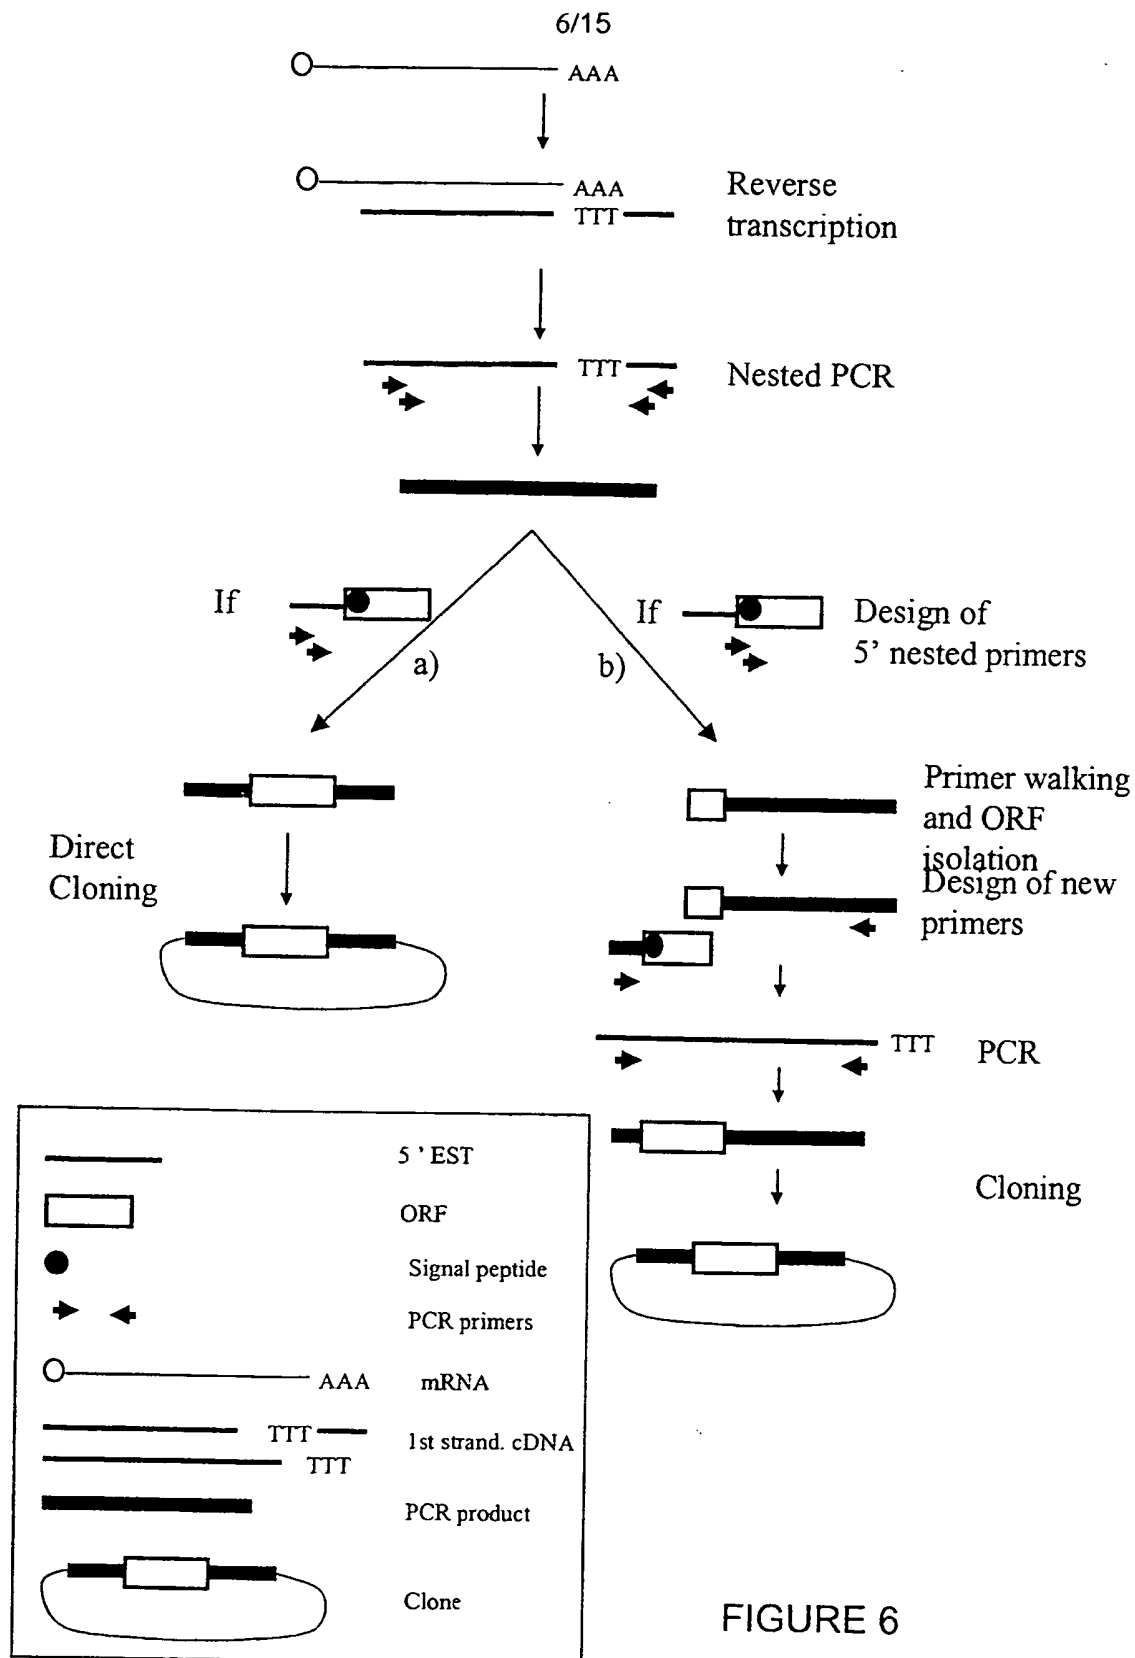 6/15
AAA
AAA
TTT
Reverse
transcription
TTT
Nested PCR
If
a)
If
b)
Design of
5' nested primers
Direct
Cloning
Primer walking
and ORF
isolation
Design of new
primers
TTT
PCR
Cloning
5 ' EST
ORF
Signal peptide
PCR primers
AAA
mRNA
TTT
TTT
1st strand. cDNA
PCR product
Clone
FIGURE 6